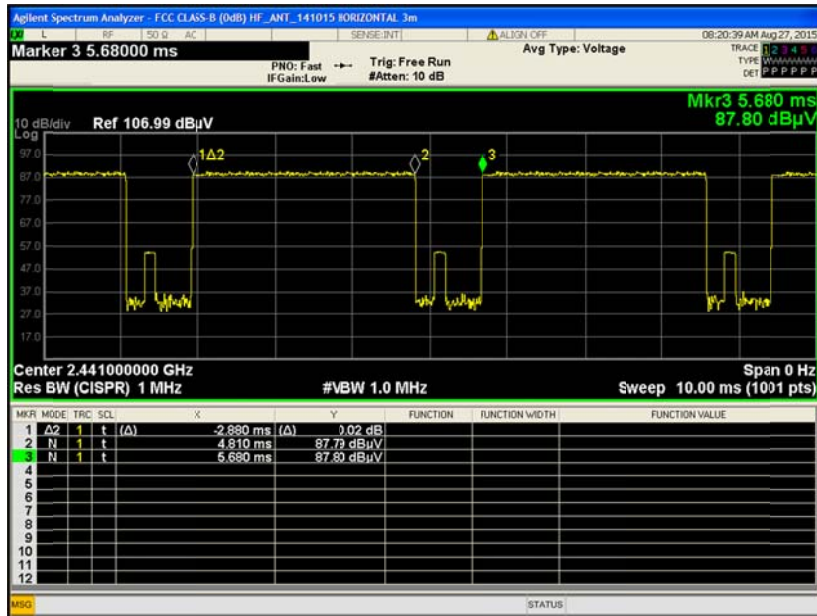 Agilent Spectrum Analyzer - FCC CLASS-B (0dB) HF_ANT_141015 HORIZONTAL 3m
L RF 50 Ω AC SENSE:INT ALIGN OFF 08:20:39 AM Aug 27, 2015
Marker 3 5.68000 ms
PNO: Fast
IFGain:Low
Trig: Free Run
#Atten: 10 dB
Avg Type: Voltage
TRACE 1 2 3 4 5 6
TYPE
DET P P P P P P
Mkr3 5.680 ms
87.80 dBµV
10 dB/div Ref 106.99 dBµV
Log
97.0
87.0
77.0
67.0
57.0
47.0
37.0
27.0
17.0
1Δ2
2
3
Center 2.441000000 GHz Span 0 Hz
Res BW (CISPR) 1 MHz #VBW 1.0 MHz Sweep 10.00 ms (1001 pts)
MKR MODE TRC SCL X Y FUNCTION FUNCTION WIDTH FUNCTION VALUE
1 Δ2 1 t (Δ) -2.880 ms (Δ) 0.02 dB
2 N 1 t 4.810 ms 87.79 dBµV
3 N 1 t 5.680 ms 87.80 dBµV
4
5
6
7
8
9
10
11
12
MSG STATUS